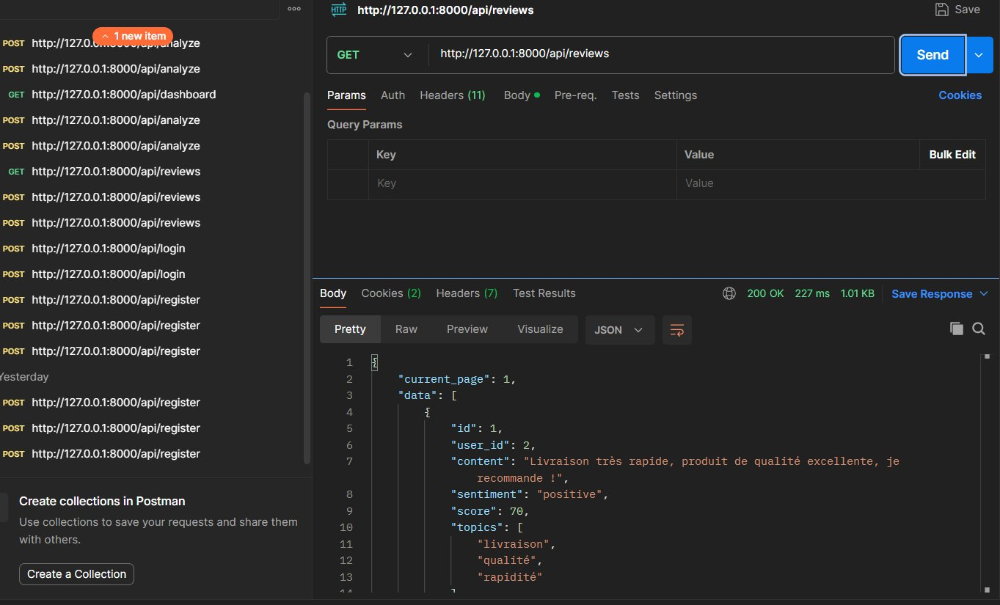 http://127.0.0.1:8000/api/reviews
Save
1 new item
POST http://127.0.0.1:8000/api/analyze
POST http://127.0.0.1:8000/api/analyze
GET http://127.0.0.1:8000/api/dashboard
POST http://127.0.0.1:8000/api/analyze
POST http://127.0.0.1:8000/api/analyze
GET http://127.0.0.1:8000/api/reviews
POST http://127.0.0.1:8000/api/reviews
POST http://127.0.0.1:8000/api/reviews
POST http://127.0.0.1:8000/api/login
POST http://127.0.0.1:8000/api/login
POST http://127.0.0.1:8000/api/register
POST http://127.0.0.1:8000/api/register
POST http://127.0.0.1:8000/api/register
Yesterday
POST http://127.0.0.1:8000/api/register
POST http://127.0.0.1:8000/api/register
POST http://127.0.0.1:8000/api/register
Create collections in Postman
Use collections to save your requests and share them
with others.
Create a Collection
GET http://127.0.0.1:8000/api/reviews Send
Params Auth Headers (11) Body Pre-req. Tests Settings Cookies
Query Params
Key Value Bulk Edit
Key Value
Body Cookies (2) Headers (7) Test Results 200 OK 227 ms 1.01 KB Save Response
Pretty Raw Preview Visualize JSON
1 {
2 "current_page": 1,
3 "data": [
4 {
5 "id": 1,
6 "user_id": 2,
7 "content": "Livraison très rapide, produit de qualité excellente, je
recommande !",
8 "sentiment": "positive",
9 "score": 70,
10 "topics": [
11 "livraison",
12 "qualité",
13 "rapidité"
14 ]